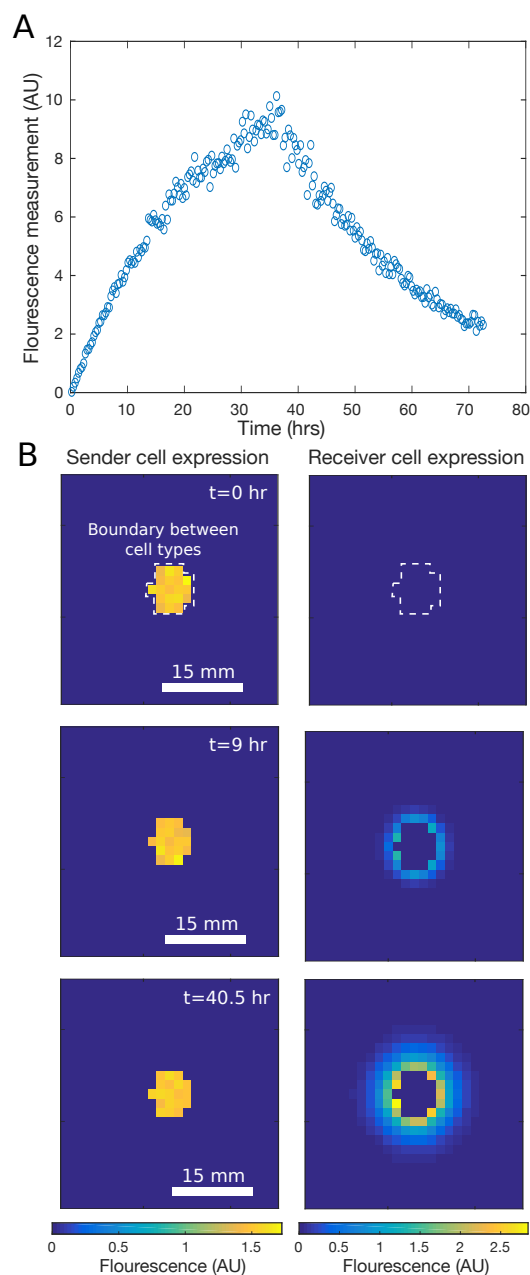 A
12
10
8
6
4
2
0
Flourescence measurement (AU)
0 10 20 30 40 50 60 70 80
Time (hrs)
B
Sender cell expression Receiver cell expression
t=0 hr
Boundary between
cell types
15 mm
t=9 hr
15 mm
t=40.5 hr
15 mm
0 0.5 1 1.5
Flourescence (AU)
0 0.5 1 1.5 2 2.5
Flourescence (AU)